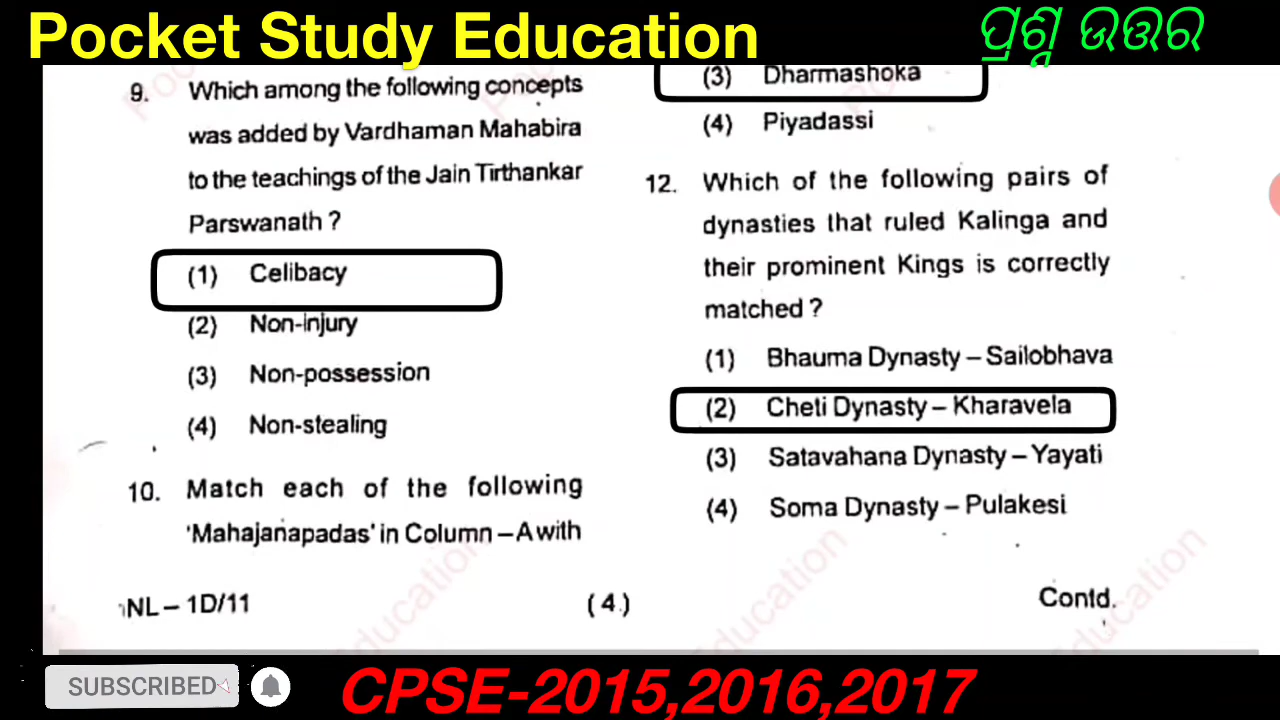 Pocket Study Education
ପ୍ରଶ୍ନ ଉତ୍ତର
9. Which among the following concepts
was added by Vardhaman Mahabira
to the teachings of the Jain Tirthankar
Parswanath ?
(1) Celibacy
(2) Non-injury
(3) Non-possession
(4) Non-stealing
10. Match each of the following
'Mahajanapadas' in Column – A with
(3) Dharmashoka
(4) Piyadassi
12. Which of the following pairs of
dynasties that ruled Kalinga and
their prominent Kings is correctly
matched ?
(1) Bhauma Dynasty – Sailobhava
(2) Cheti Dynasty – Kharavela
(3) Satavahana Dynasty – Yayati
(4) Soma Dynasty – Pulakesi
NL – 1D/11
( 4 )
Contd.
SUBSCRIBED
CPSE-2015,2016,2017